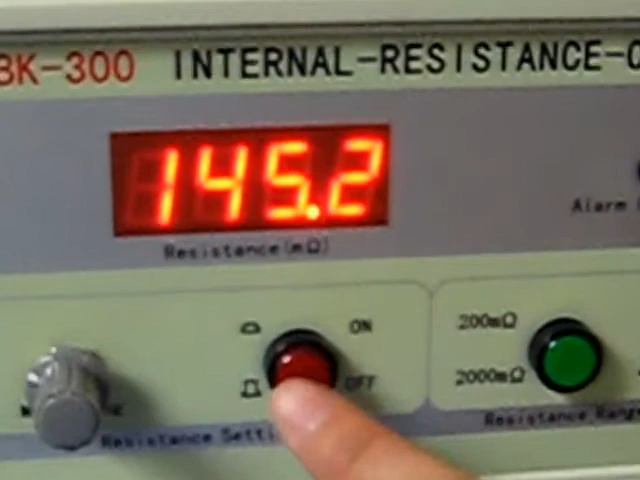 BK-300 INTERNAL-RESISTANCE-
145.2
Resistance(mΩ)
Alarm
ON
OFF
200mΩ
2000mΩ
Resistance Setti
Resistance Range